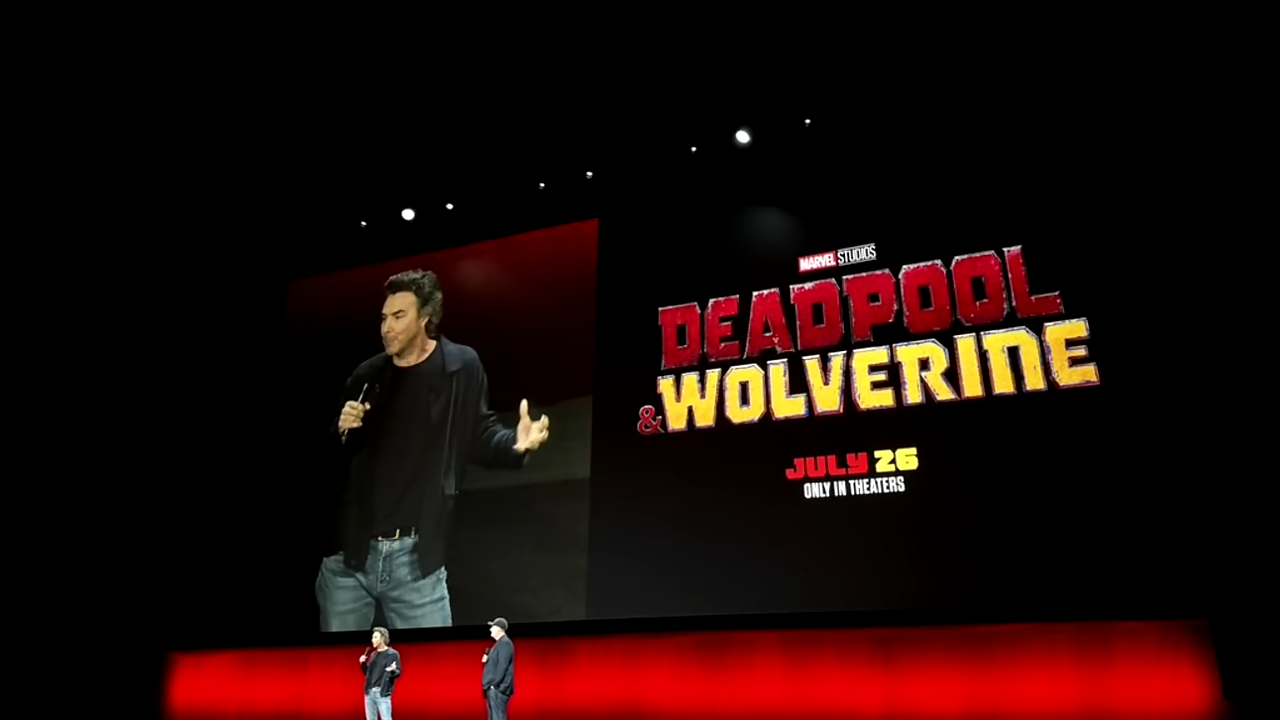 MARVEL STUDIOS
DEADPOOL
& WOLVERINE
JULY 26
ONLY IN THEATERS